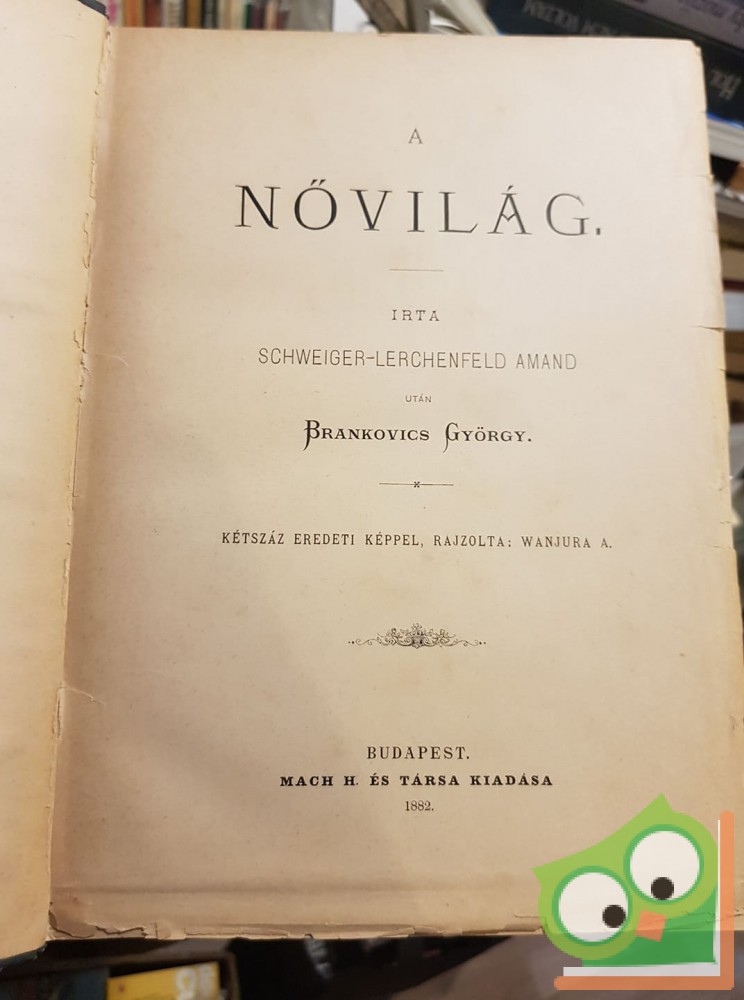 A
NŐVILÁG.
IRTA
SCHWEIGER-LERCHENFELD AMAND
UTÁN
BRANKOVICS GYÖRGY.
KÉTSZÁZ EREDETI KÉPPEL, RAJZOLTA: WANJURA A.
BUDAPEST.
MACH H. ÉS TÁRSA KIADÁSA
1882.